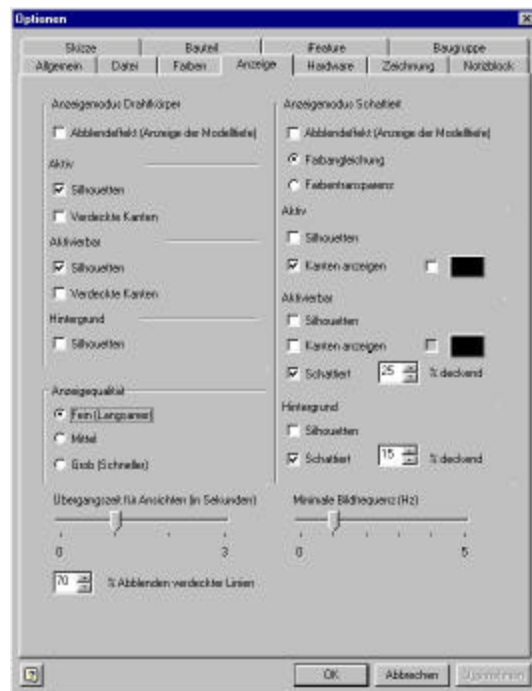 Optionen
Skizze Bauteil iFeature Baugruppe
Allgemein Datei Farben Anzeige Hardware Zeichnung Notizblock
Anzeigemodus Drahtkörper
Abblendeffekt (Anzeige der Modelltiefe)
Aktiv
Silhouetten
Verdeckte Kanten
Aktivierbar
Silhouetten
Verdeckte Kanten
Hintergrund
Silhouetten
Anzeigequalität
Fein (Langsamer)
Mittel
Grob (Schneller)
Anzeigemodus Schattiert
Abblendeffekt (Anzeige der Modelltiefe)
Farbangleichung
Farbentransparenz
Aktiv
Silhouetten
Kanten anzeigen
Aktivierbar
Silhouetten
Kanten anzeigen
Schattiert 25 % deckend
Hintergrund
Silhouetten
Schattiert 15 % deckend
Übergangszeit für Ansichten (in Sekunden)
0 3
70 % Abblenden verdeckter Linien
Minimale Bildfrequenz (Hz)
0 5
? OK Abbrechen Übernehmen